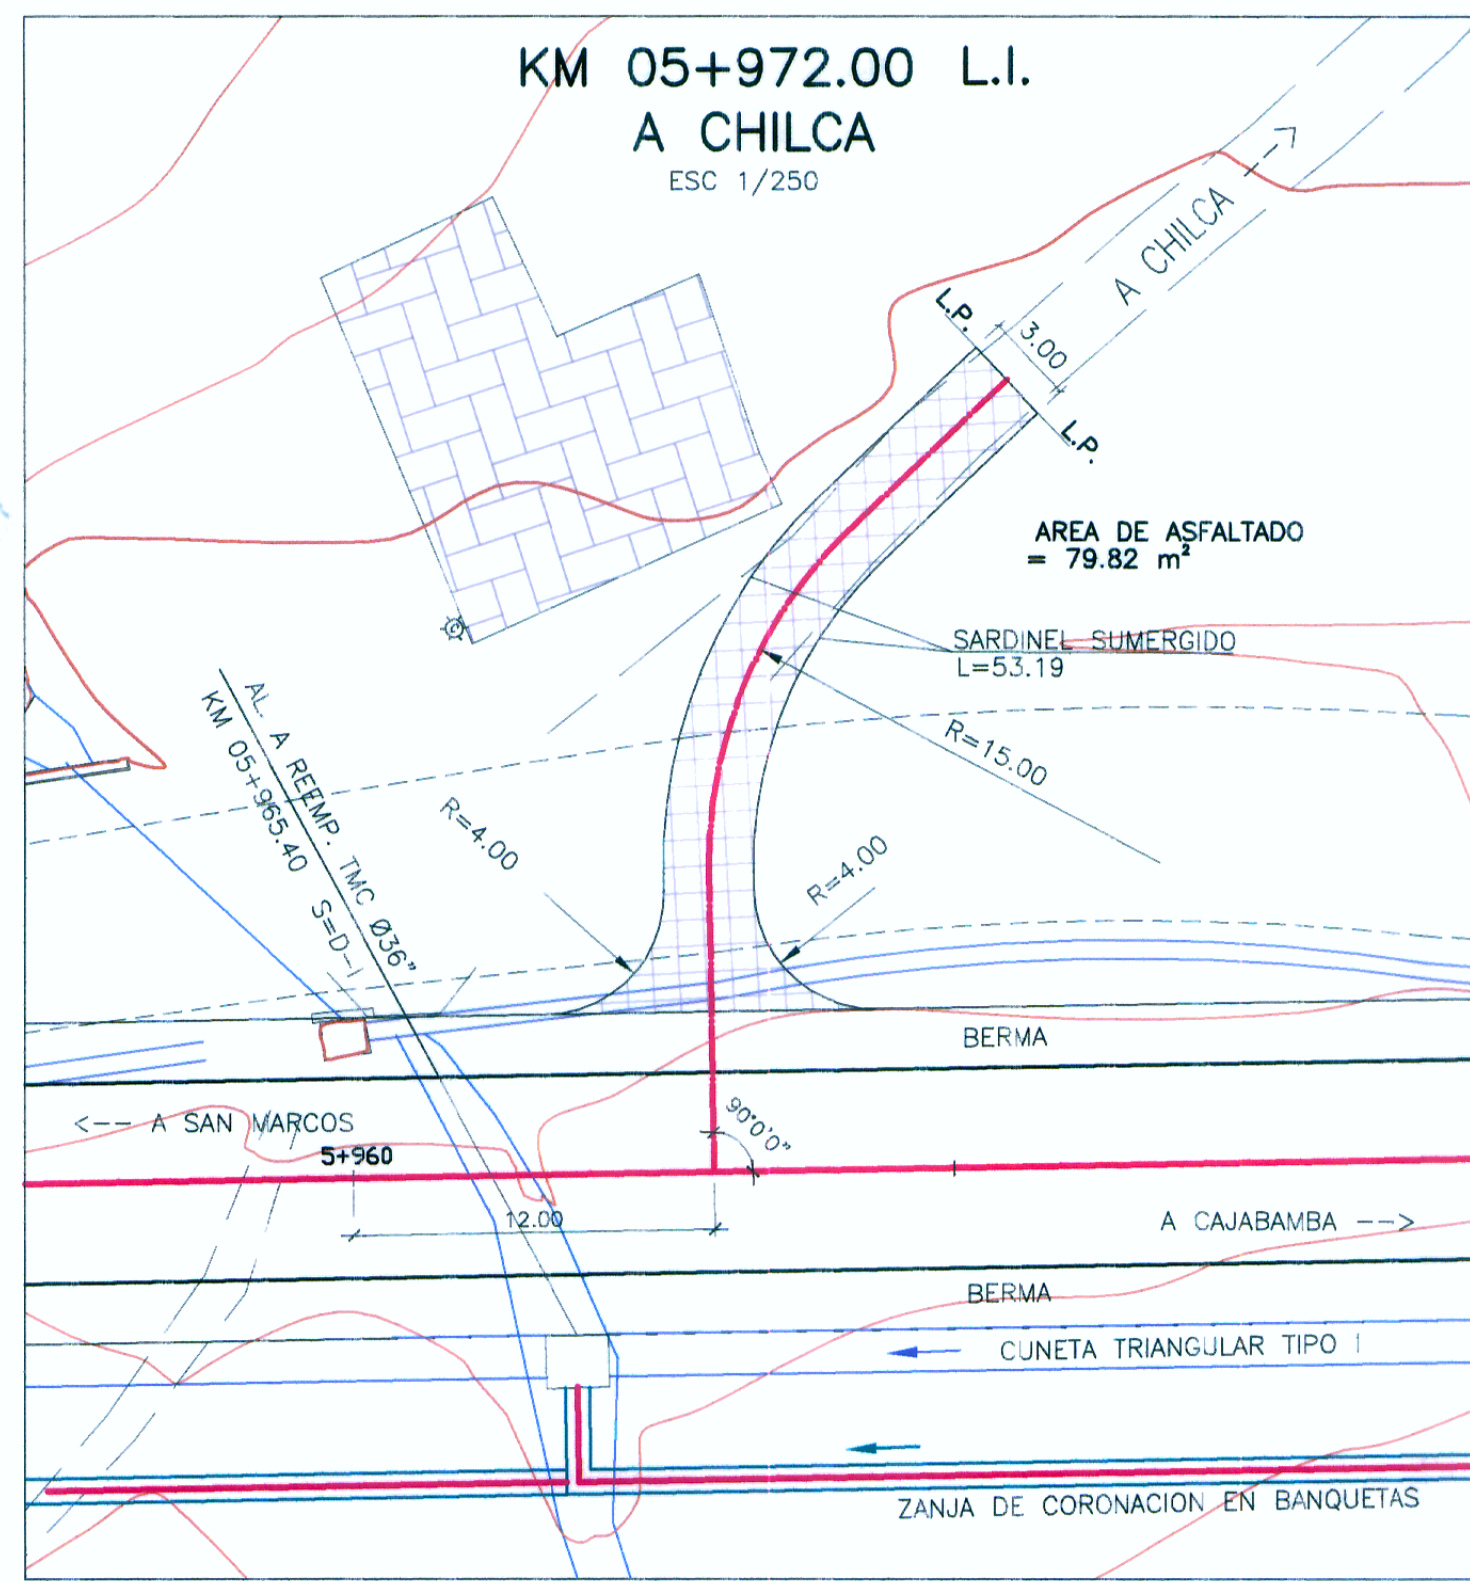 KM 05+972.00 L.I.
A CHILCA
ESC 1/250
A CHILCA
L.P.
3.00
L.P.
AREA DE ASFALTADO
= 79.82 m²
SARDINEL SUMERGIDO
L=53.19
R=15.00
AL. A REEMP. TMC Ø36"
KM 05+965.40 S=D-I
R=4.00
R=4.00
BERMA
<-- A SAN MARCOS
90°0'0"
5+960
12.00
A CAJABAMBA -->
BERMA
CUNETA TRIANGULAR TIPO I
ZANJA DE CORONACION EN BANQUETAS